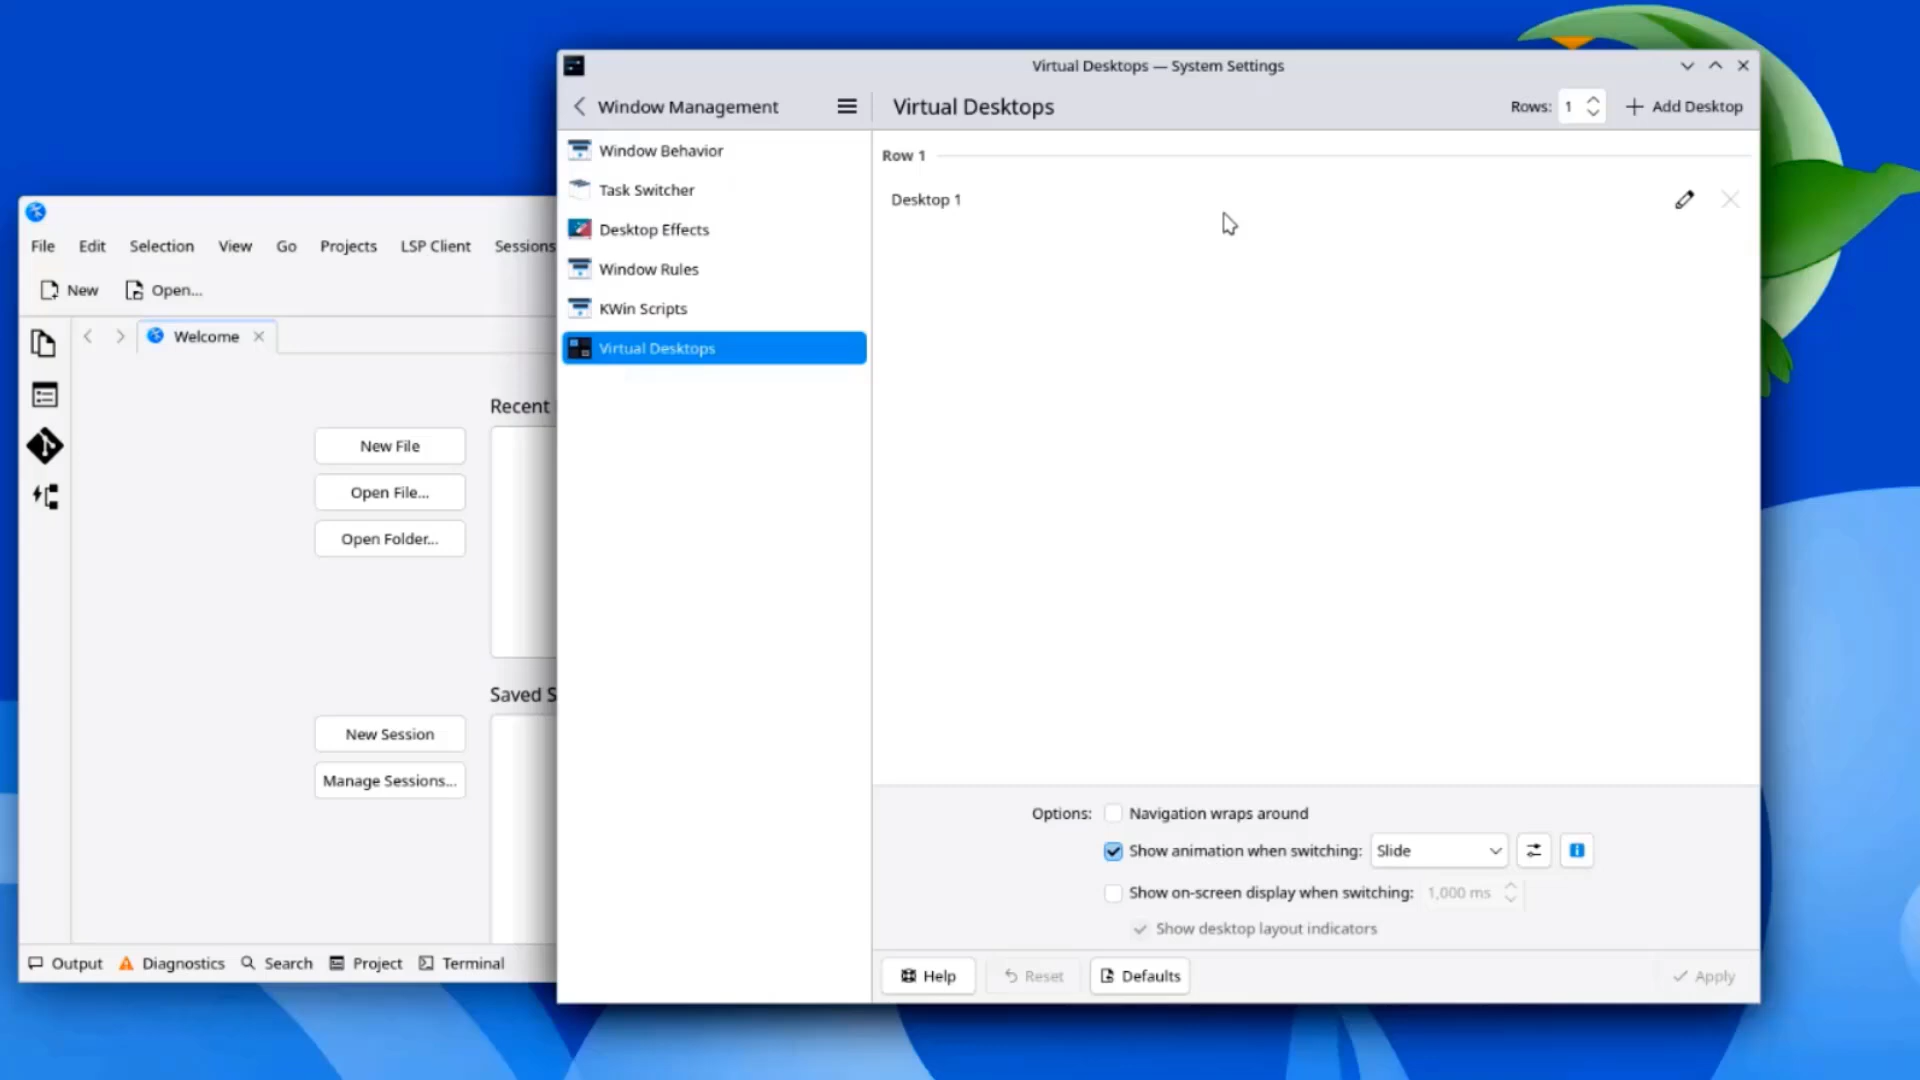 Virtual Desktops — System Settings
Window Management
Virtual Desktops
Rows: 1
Add Desktop
Window Behavior
Task Switcher
Desktop Effects
Window Rules
KWin Scripts
Virtual Desktops
Row 1
Desktop 1
Options:
Navigation wraps around
Show animation when switching: Slide
Show on-screen display when switching: 1,000 ms
Show desktop layout indicators
Help
Reset
Defaults
Apply
File Edit Selection View Go Projects LSP Client Sessions
New Open...
Welcome
Recent
New File
Open File...
Open Folder...
Saved S
New Session
Manage Sessions...
Output Diagnostics Search Project Terminal